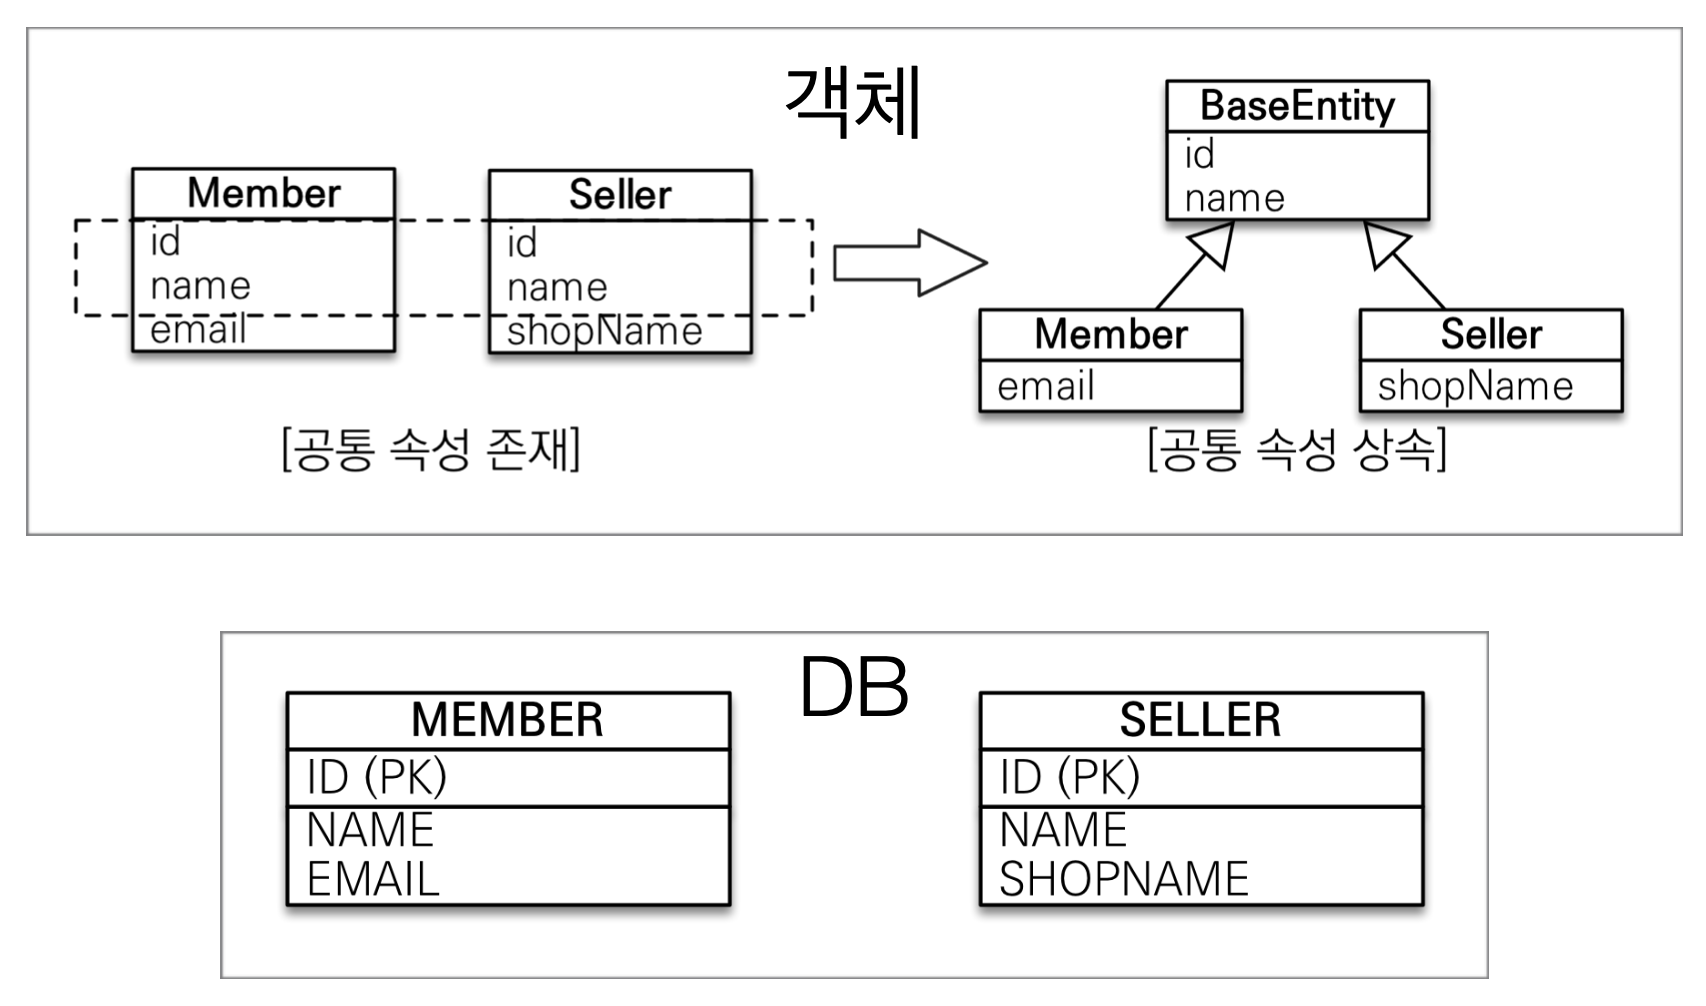 객체
Member
id
name
email
Seller
id
name
shopName
[공통 속성 존재]
BaseEntity
id
name
Member
email
Seller
shopName
[공통 속성 상속]
DB
MEMBER
ID (PK)
NAME
EMAIL
SELLER
ID (PK)
NAME
SHOPNAME